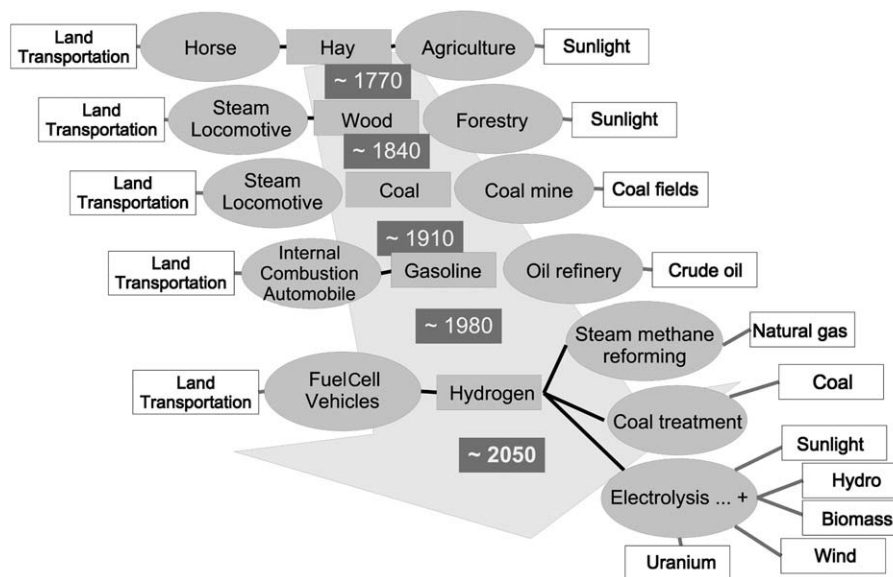 Land
Transportation
Horse
Hay
Agriculture
Sunlight
~ 1770
Land
Transportation
Steam
Locomotive
Wood
Forestry
Sunlight
~ 1840
Land
Transportation
Steam
Locomotive
Coal
Coal mine
Coal fields
~ 1910
Land
Transportation
Internal
Combustion
Automobile
Gasoline
Oil refinery
Crude oil
~ 1980
Steam methane
reforming
Natural gas
Land
Transportation
Fuel Cell
Vehicles
Hydrogen
Coal treatment
Coal
~ 2050
Electrolysis ... +
Sunlight
Hydro
Biomass
Wind
Uranium